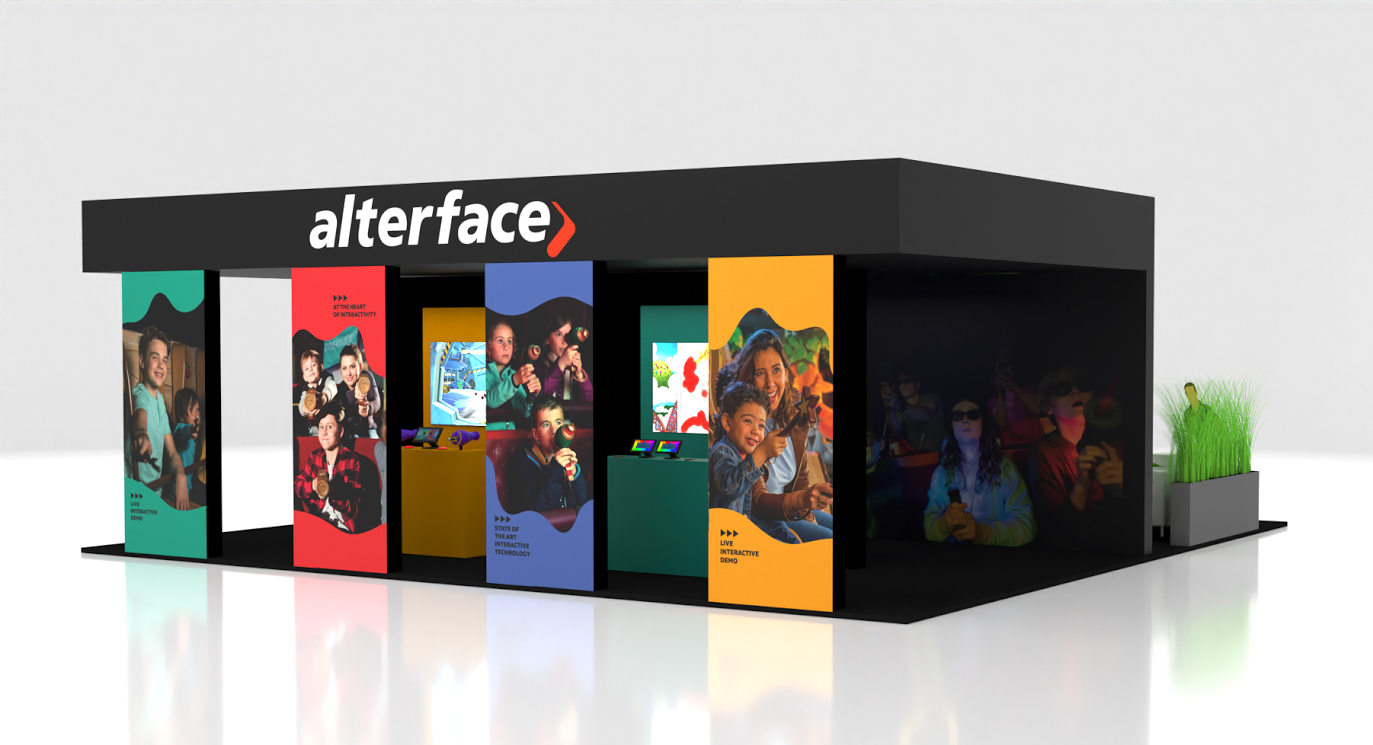 alterface
AT THE HEART
OF INTERACTIVITY
LIVE
INTERACTIVE
DEMO
STATE OF
THE ART
INTERACTIVE
TECHNOLOGY
LIVE
INTERACTIVE
DEMO